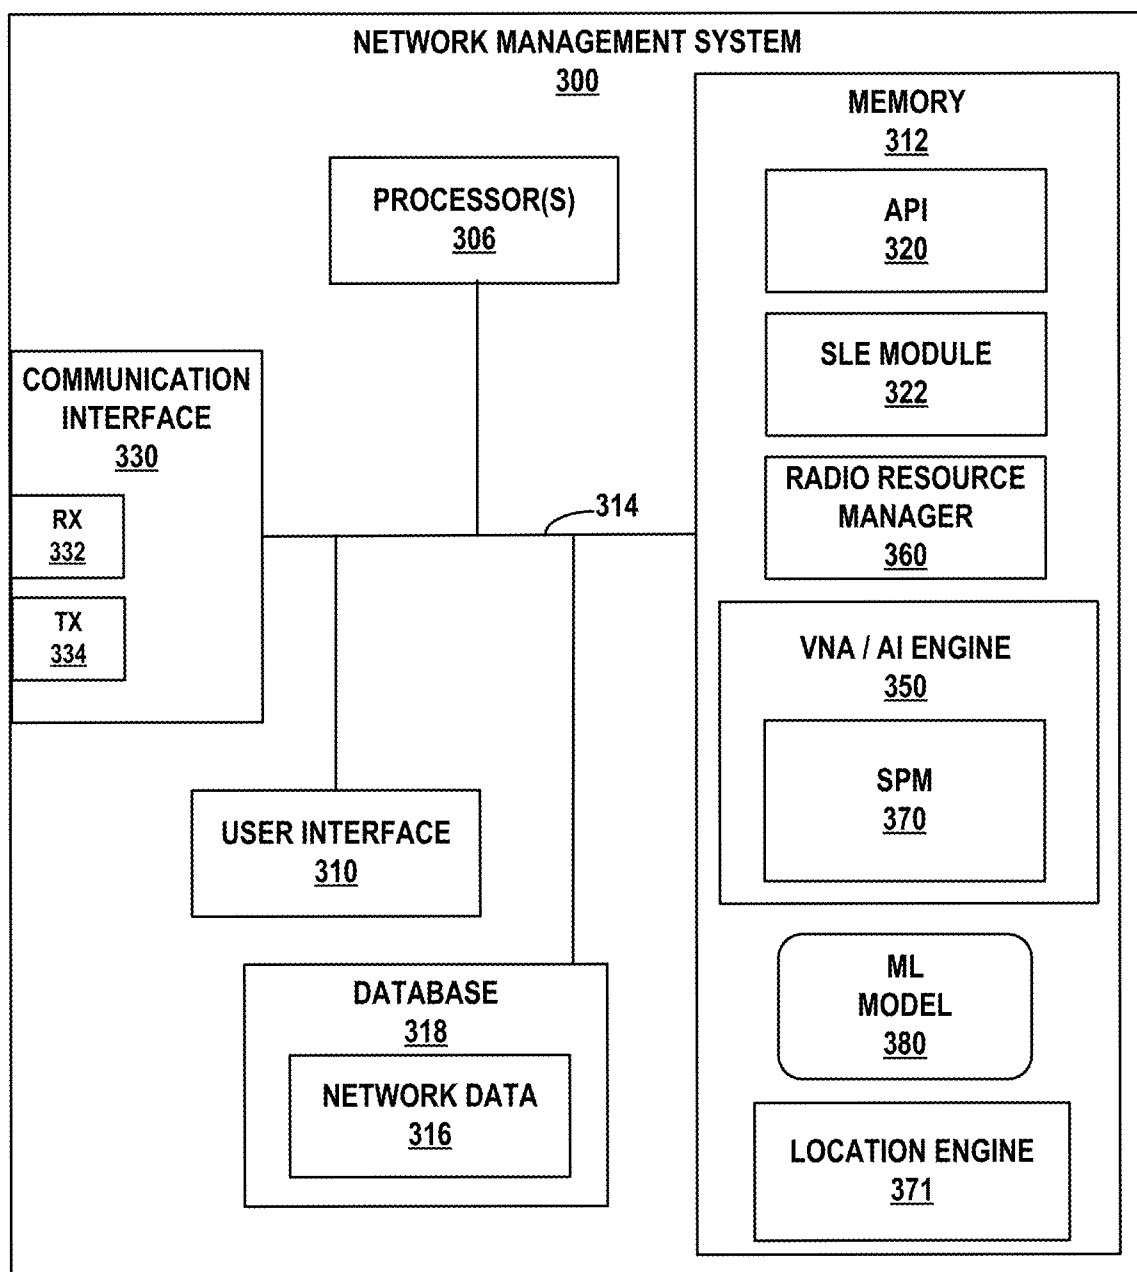 NETWORK MANAGEMENT SYSTEM
300
MEMORY
312
PROCESSOR(S)
306
API
320
SLE MODULE
322
COMMUNICATION
INTERFACE
330
RX
332
TX
334
314
RADIO RESOURCE
MANAGER
360
VNA / AI ENGINE
350
SPM
370
USER INTERFACE
310
DATABASE
318
NETWORK DATA
316
ML
MODEL
380
LOCATION ENGINE
371